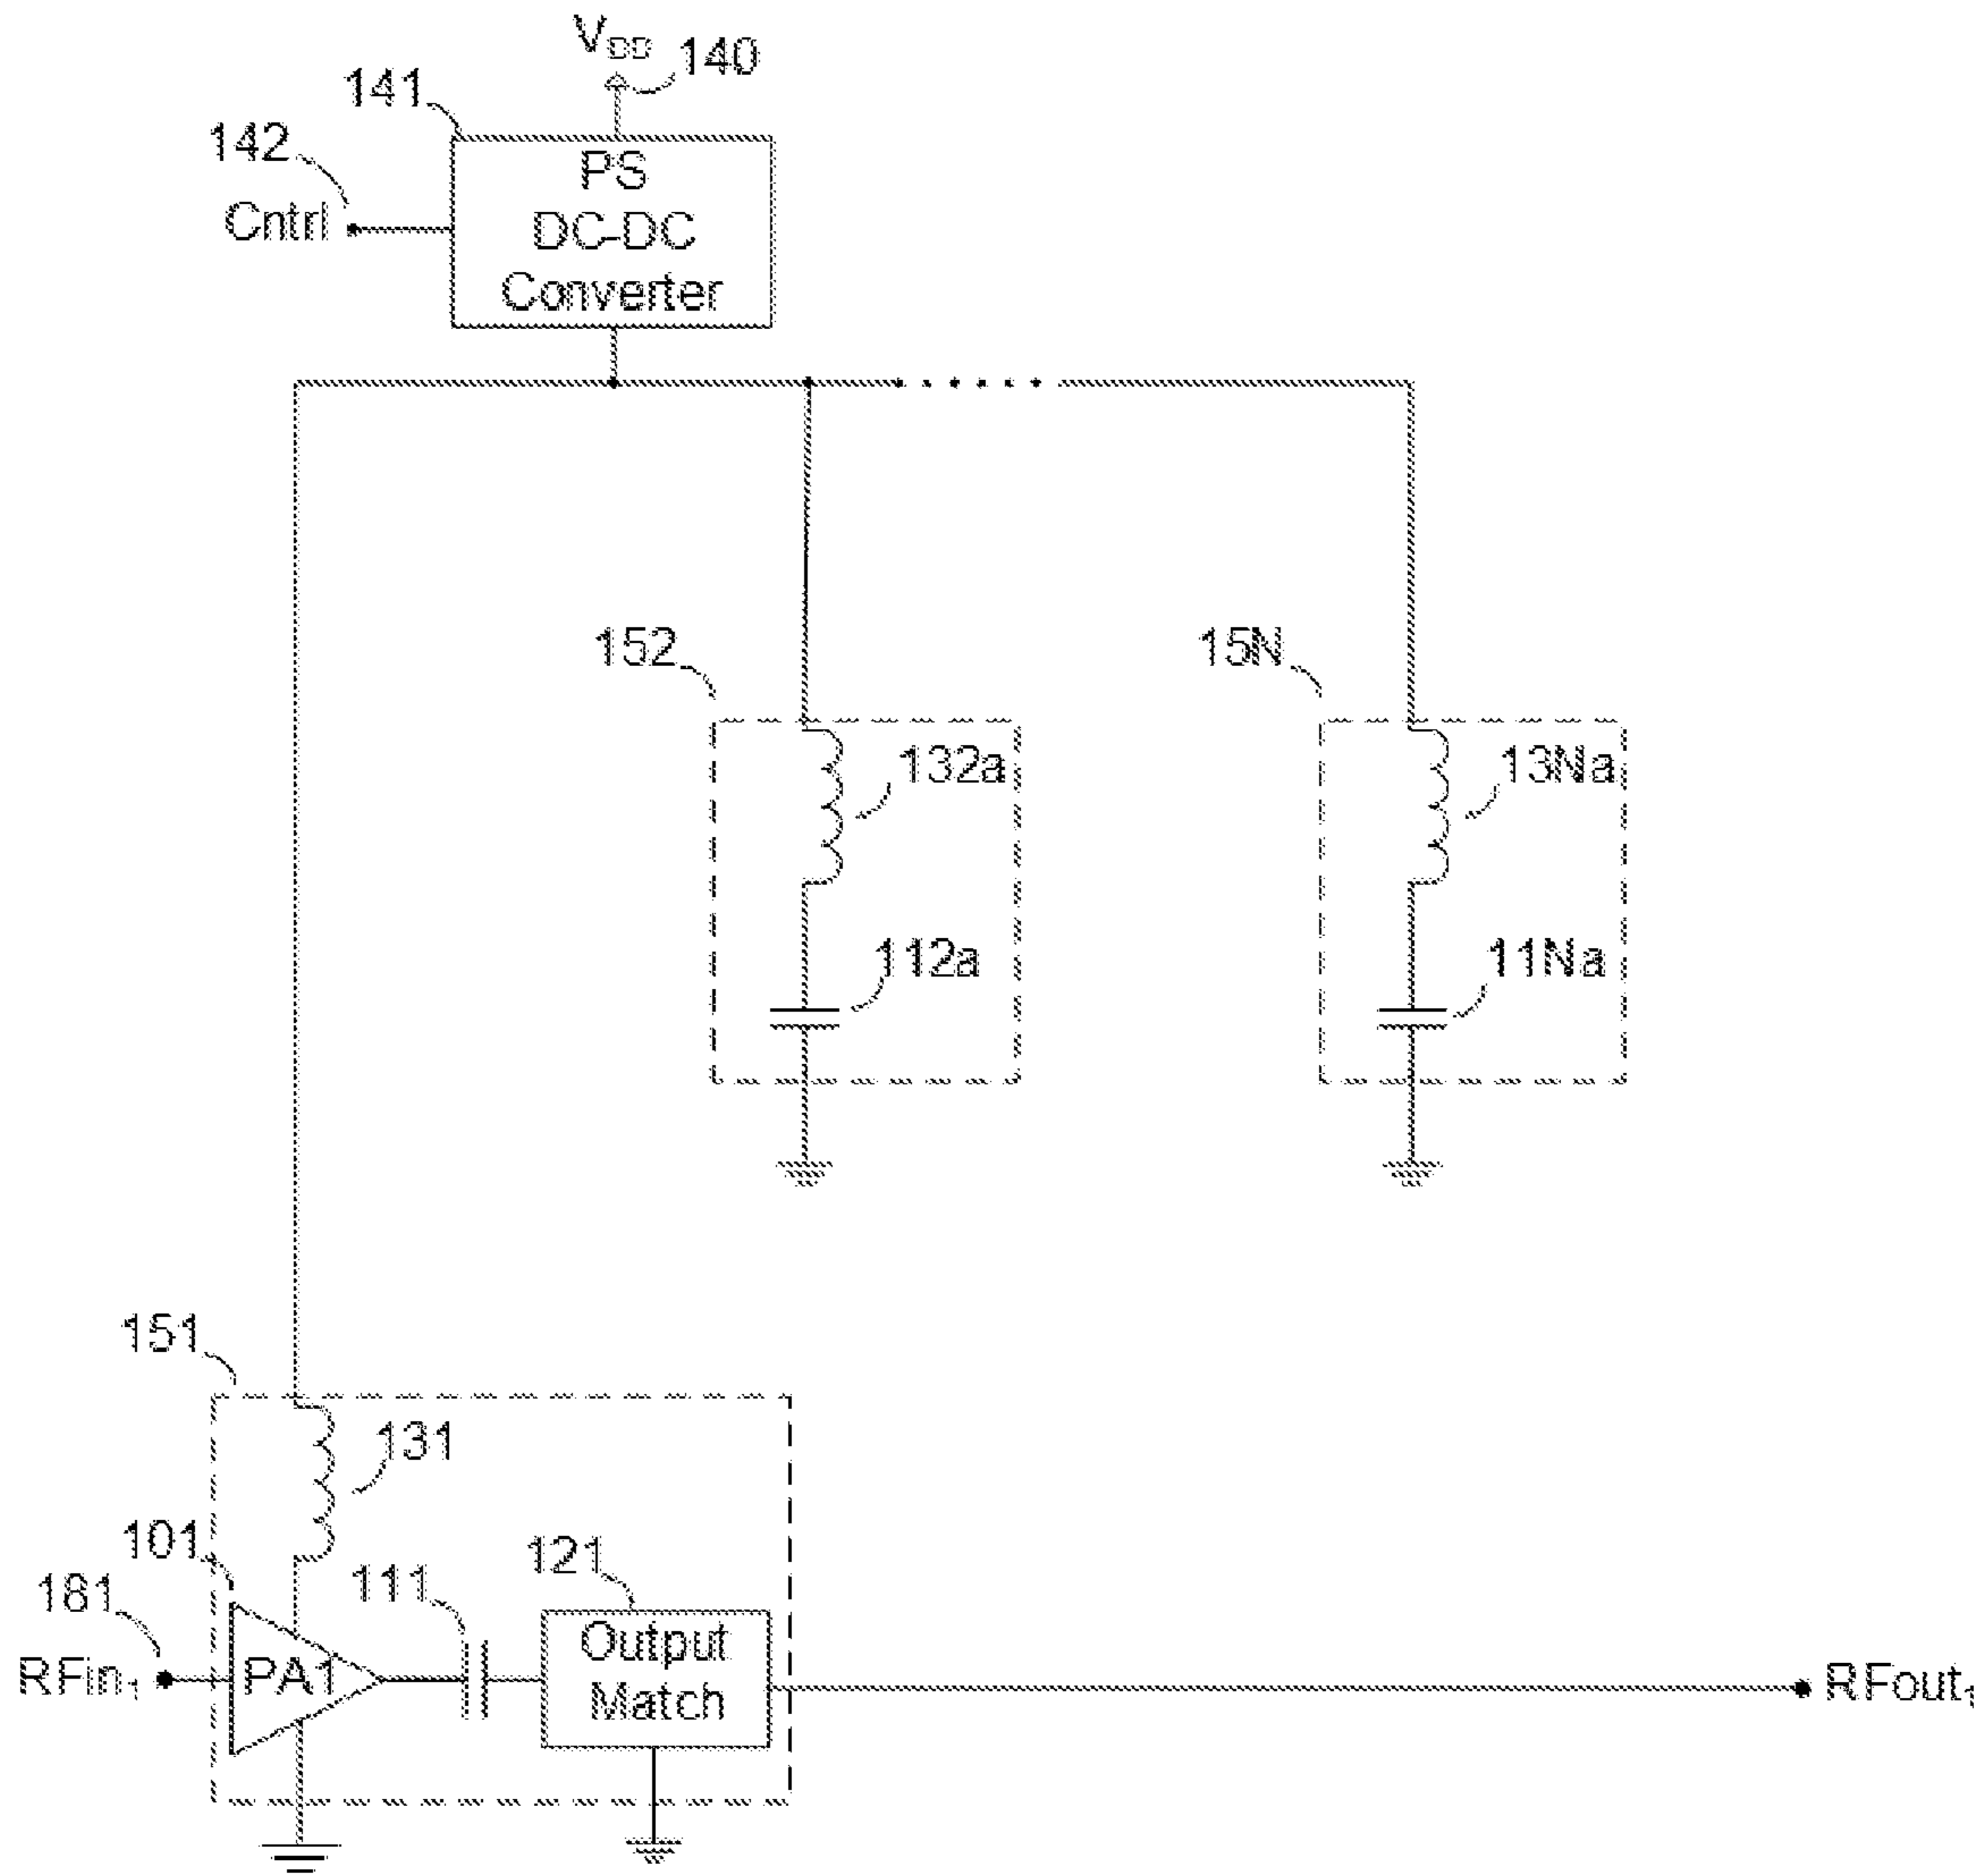 V_DD
140
141
142
Cntrl
PS
DC-DC
Converter
152
15N
132a
13Na
112a
11Na
151
131
101
111
121
181
RFin₁
PA1
Output
Match
RFout₁